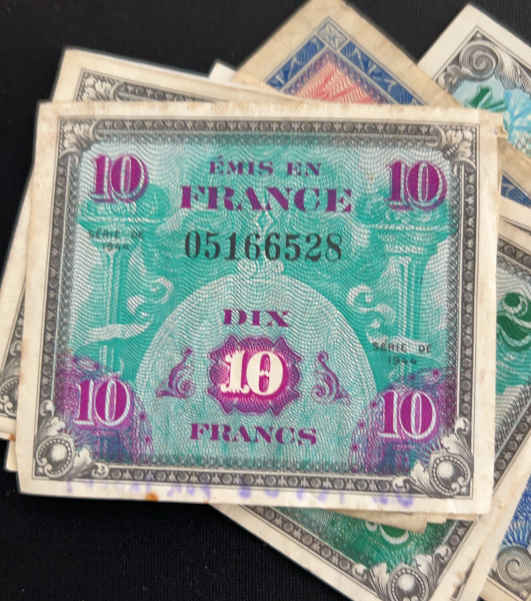 10
ÉMIS EN
10
FRANCE
SÉRIE DE
1944
05166528
DIX
SÉRIE DE
1944
10
10
10
FRANCS